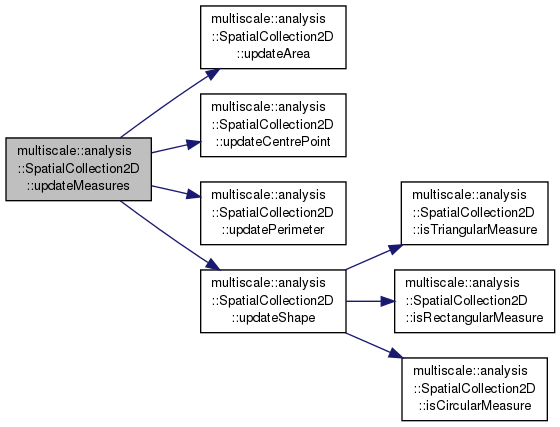 multiscale::analysis
::SpatialCollection2D
::updateMeasures
multiscale::analysis
::SpatialCollection2D
::updateArea
multiscale::analysis
::SpatialCollection2D
::updateCentrePoint
multiscale::analysis
::SpatialCollection2D
::updatePerimeter
multiscale::analysis
::SpatialCollection2D
::updateShape
multiscale::analysis
::SpatialCollection2D
::isTriangularMeasure
multiscale::analysis
::SpatialCollection2D
::isRectangularMeasure
multiscale::analysis
::SpatialCollection2D
::isCircularMeasure